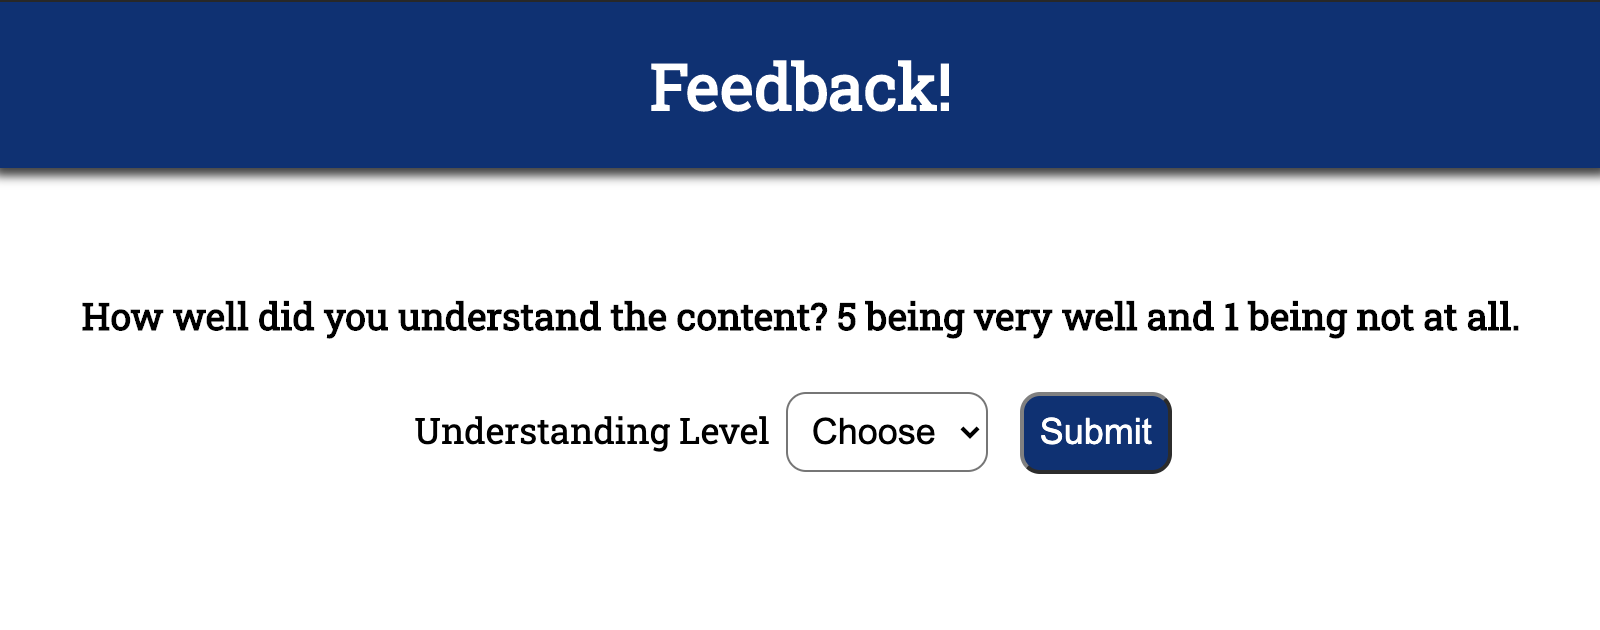 Feedback!
How well did you understand the content? 5 being very well and 1 being not at all.
Understanding Level Choose Submit